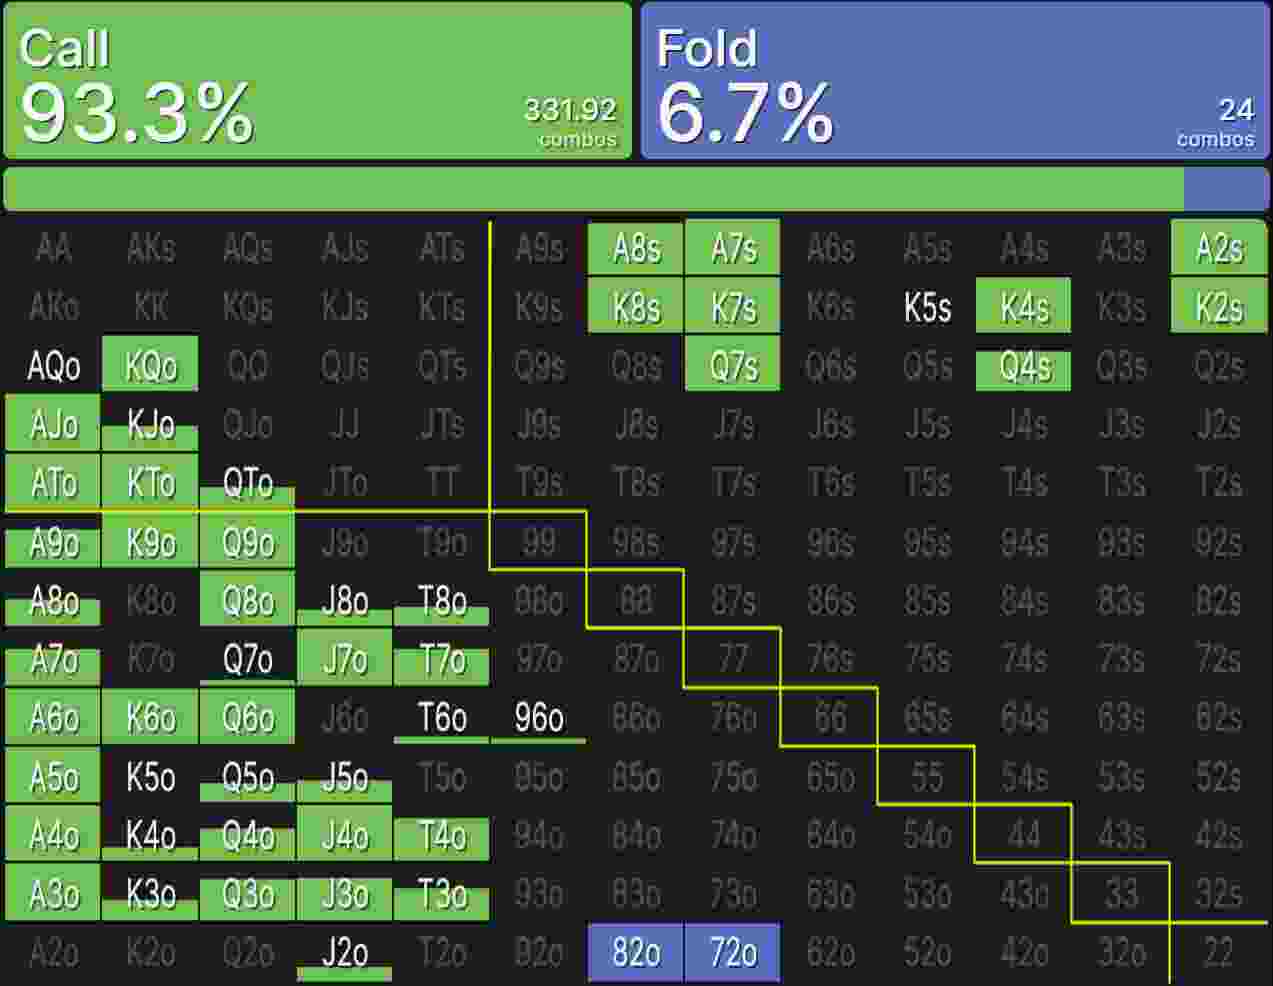 Call
93.3%
331.92
combos
Fold
6.7%
24
combos
AA AKs AQs AJs ATs A9s A8s A7s A6s A5s A4s A3s A2s
AKo KK KQs KJs KTs K9s K8s K7s K6s K5s K4s K3s K2s
AQo KQo QQ QJs QTs Q9s Q8s Q7s Q6s Q5s Q4s Q3s Q2s
AJo KJo QJo JJ JTs J9s J8s J7s J6s J5s J4s J3s J2s
ATo KTo QTo JTo TT T9s T8s T7s T6s T5s T4s T3s T2s
A9o K9o Q9o J9o T9o 99 98s 97s 96s 95s 94s 93s 92s
A8o K8o Q8o J8o T8o 98o 88 87s 86s 85s 84s 83s 82s
A7o K7o Q7o J7o T7o 97o 87o 77 76s 75s 74s 73s 72s
A6o K6o Q6o J6o T6o 96o 86o 76o 66 65s 64s 63s 62s
A5o K5o Q5o J5o T5o 95o 85o 75o 65o 55 54s 53s 52s
A4o K4o Q4o J4o T4o 94o 84o 74o 64o 54o 44 43s 42s
A3o K3o Q3o J3o T3o 93o 83o 73o 63o 53o 43o 33 32s
A2o K2o Q2o J2o T2o 92o 82o 72o 62o 52o 42o 32o 22